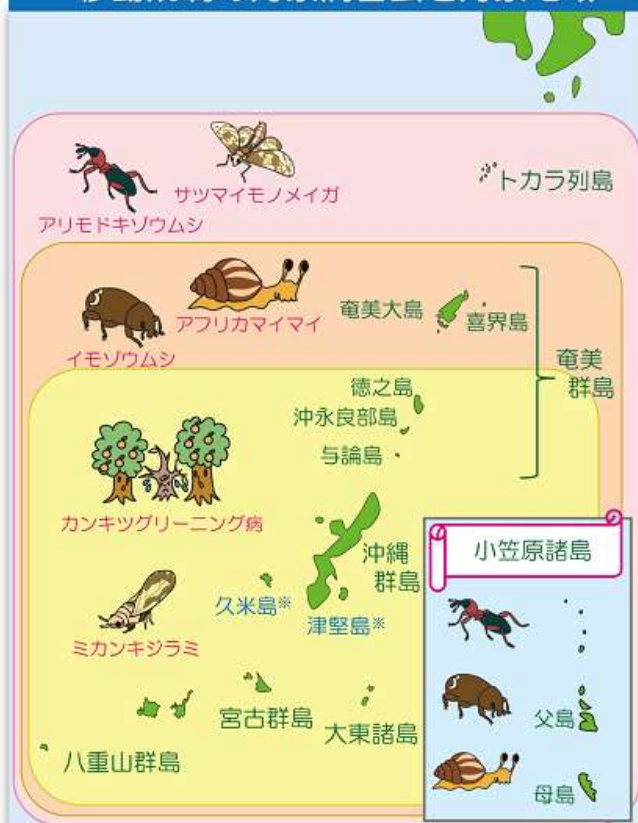 サツマイモノメイガ
トカラ列島
アリモドキゾウムシ
奄美大島
喜界島
アフリカマイマイ
イモゾウムシ
奄美
群島
徳之島
沖永良部島
与論島
カンキツグリーニング病
沖縄
群島
小笠原諸島
久米島※
津堅島※
ミカンキジラミ
宮古群島
大東諸島
父島
八重山群島
母島